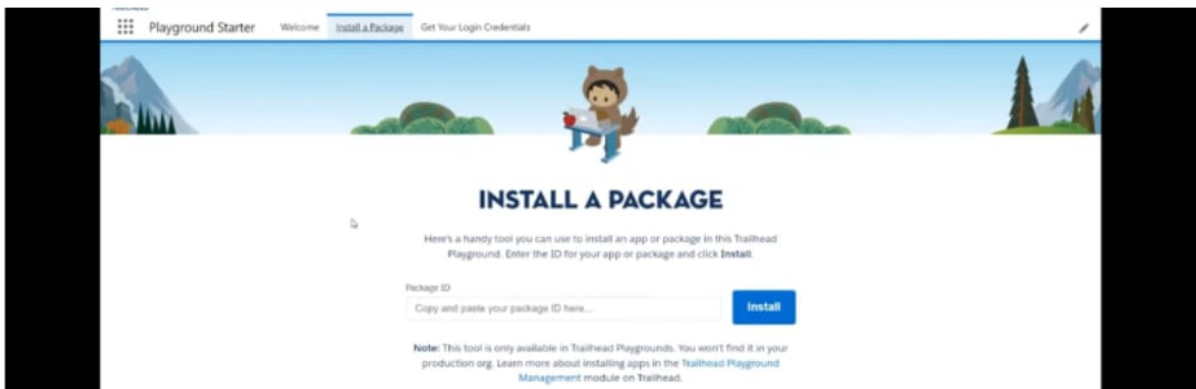 Playground Starter Welcome Install a Package Get Your Login Credentials
INSTALL A PACKAGE
Here's a handy tool you can use to install an app or package in this Trailhead
Playground. Enter the ID for your app or package and click Install.
Package ID
Copy and paste your package ID here...
Install
Note: This tool is only available in Trailhead Playgrounds. You won't find it in your
production org. Learn more about installing apps in the Trailhead Playground
Management module on Trailhead.